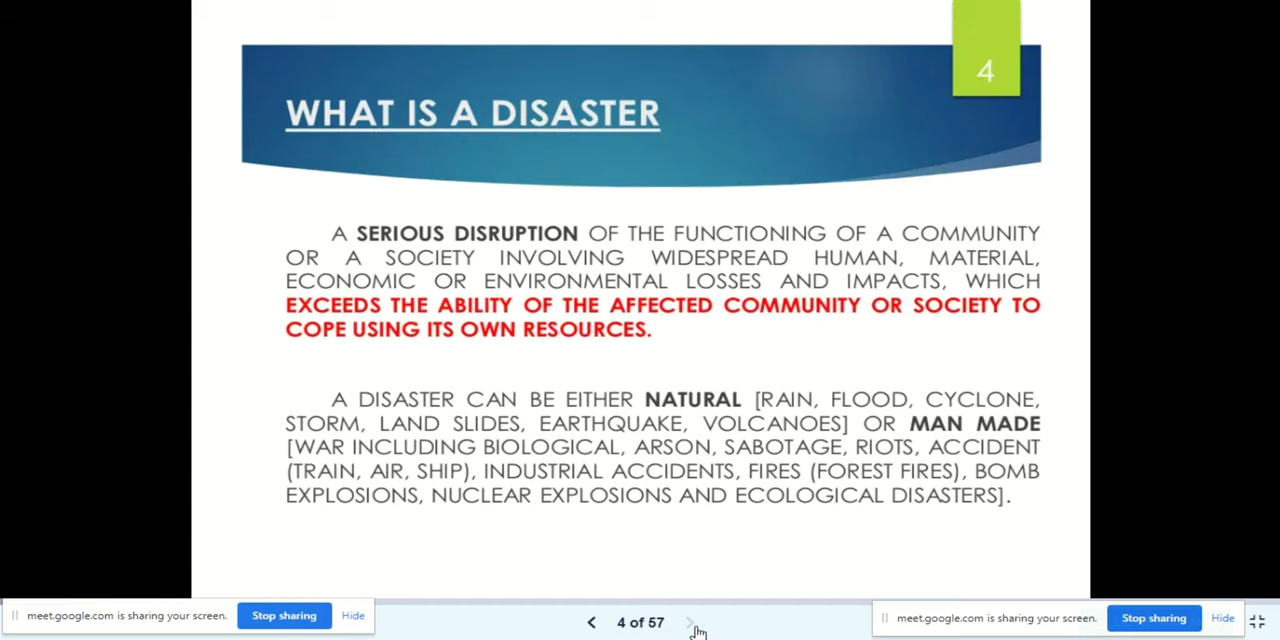 4
WHAT IS A DISASTER
A SERIOUS DISRUPTION OF THE FUNCTIONING OF A COMMUNITY
OR A SOCIETY INVOLVING WIDESPREAD HUMAN, MATERIAL,
ECONOMIC OR ENVIRONMENTAL LOSSES AND IMPACTS, WHICH
EXCEEDS THE ABILITY OF THE AFFECTED COMMUNITY OR SOCIETY TO
COPE USING ITS OWN RESOURCES.
A DISASTER CAN BE EITHER NATURAL [RAIN, FLOOD, CYCLONE,
STORM, LAND SLIDES, EARTHQUAKE, VOLCANOES] OR MAN MADE
[WAR INCLUDING BIOLOGICAL, ARSON, SABOTAGE, RIOTS, ACCIDENT
(TRAIN, AIR, SHIP), INDUSTRIAL ACCIDENTS, FIRES (FOREST FIRES), BOMB
EXPLOSIONS, NUCLEAR EXPLOSIONS AND ECOLOGICAL DISASTERS].
meet.google.com is sharing your screen. Stop sharing Hide
4 of 57
meet.google.com is sharing your screen. Stop sharing Hide